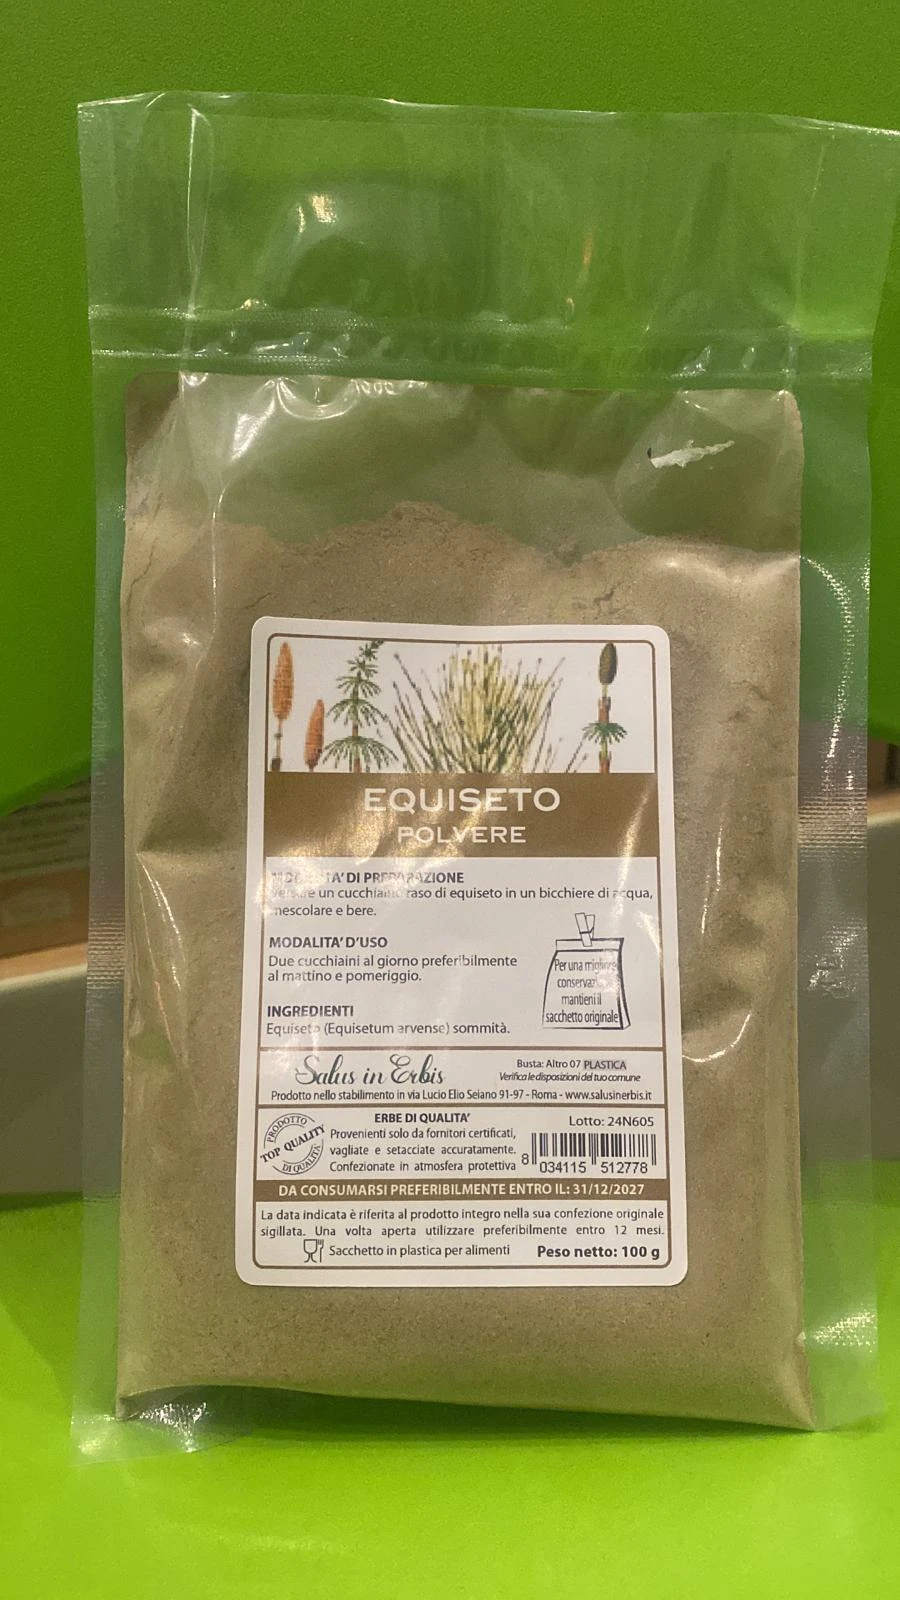 EQUISETO
POLVERE
DI PREPARAZIONE
un cucchiaino raso di equiseto in un bicchiere di acqua,
mescolare e bere.
MODALITA' D'USO
Due cucchiaini al giorno preferibilmente
al mattino e pomeriggio.
Per una migliore
mantieni il
sacchetto originale
INGREDIENTI
Equiseto (Equisetum arvense) sommità.
Salus in Erbis
Busta: Altro 07 PLASTICA
Verifica le disposizioni del tuo comune
Prodotto nello stabilimento in via Lucio Elio Seiano 91-97 - Roma - www.salusinerbis.it
PRODOTTO
TOP QUALITY
DI QUALITA'
ERBE DI QUALITA'
Provenienti solo da fornitori certificati,
vagliate e setacciate accuratamente.
Confezionate in atmosfera protettiva
Lotto: 24N605
8 034115 512778
DA CONSUMARSI PREFERIBILMENTE ENTRO IL: 31/12/2027
La data indicata è riferita al prodotto integro nella sua confezione originale
sigillata. Una volta aperta utilizzare preferibilmente entro 12 mesi.
Sacchetto in plastica per alimenti
Peso netto: 100 g